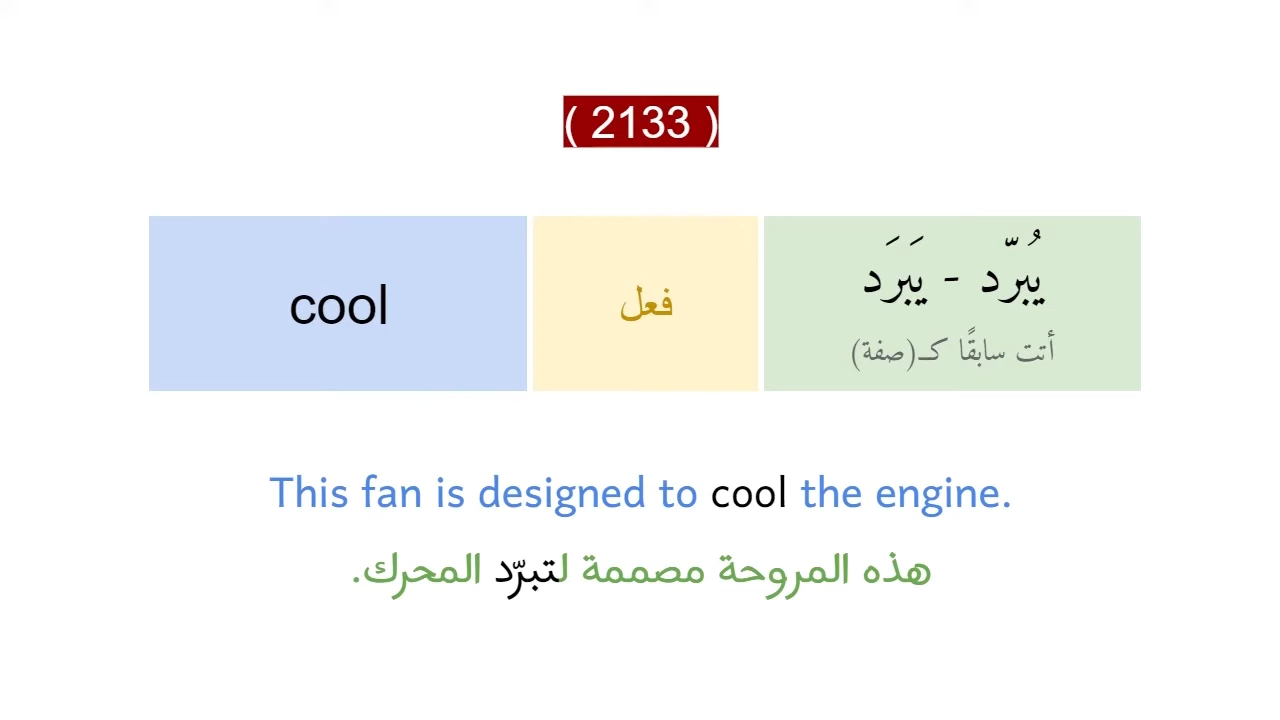 ( 2133 )
cool
فعل
يُبرّد - يَبرَد
أتت سابقًا كـ(صفة)
This fan is designed to cool the engine.
هذه المروحة مصممة لتبرّد المحرك.